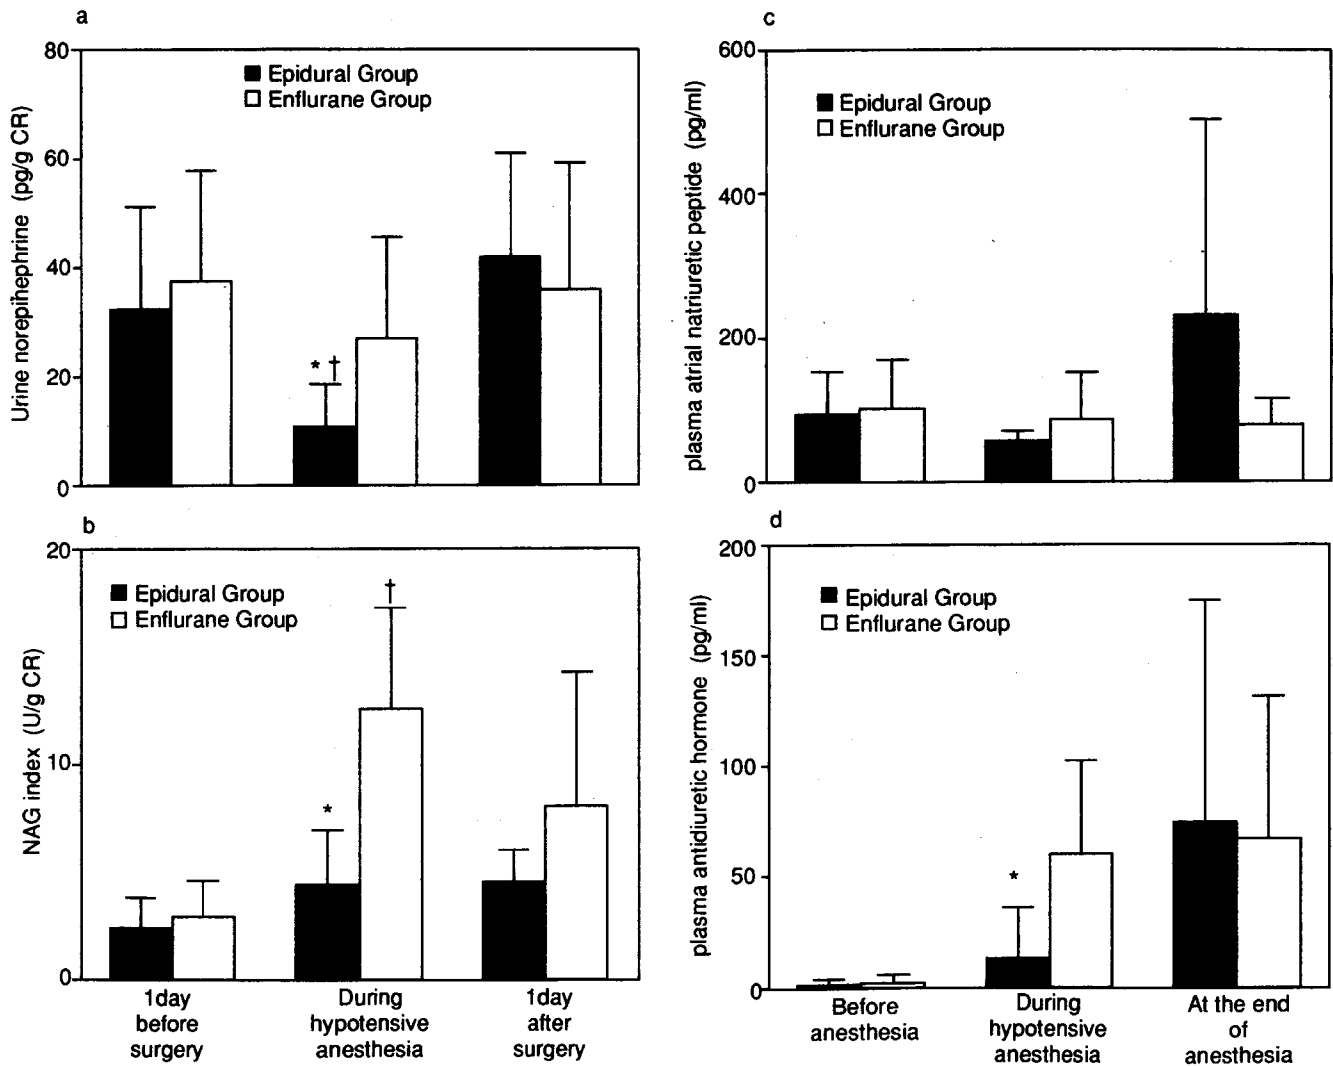 a
80
60
40
20
0
Urine norepihephrine (pg/g CR)
Epidural Group
Enflurane Group
* †
b
20
10
0
NAG index (U/g CR)
Epidural Group
Enflurane Group
*
†
1day
before
surgery
During
hypotensive
anesthesia
1day
after
surgery
c
600
400
200
0
plasma atrial natriuretic peptide (pg/ml)
Epidural Group
Enflurane Group
d
200
150
100
50
0
plasma antidiuretic hormone (pg/ml)
Epidural Group
Enflurane Group
*
Before
anesthesia
During
hypotensive
anesthesia
At the end
of
anesthesia